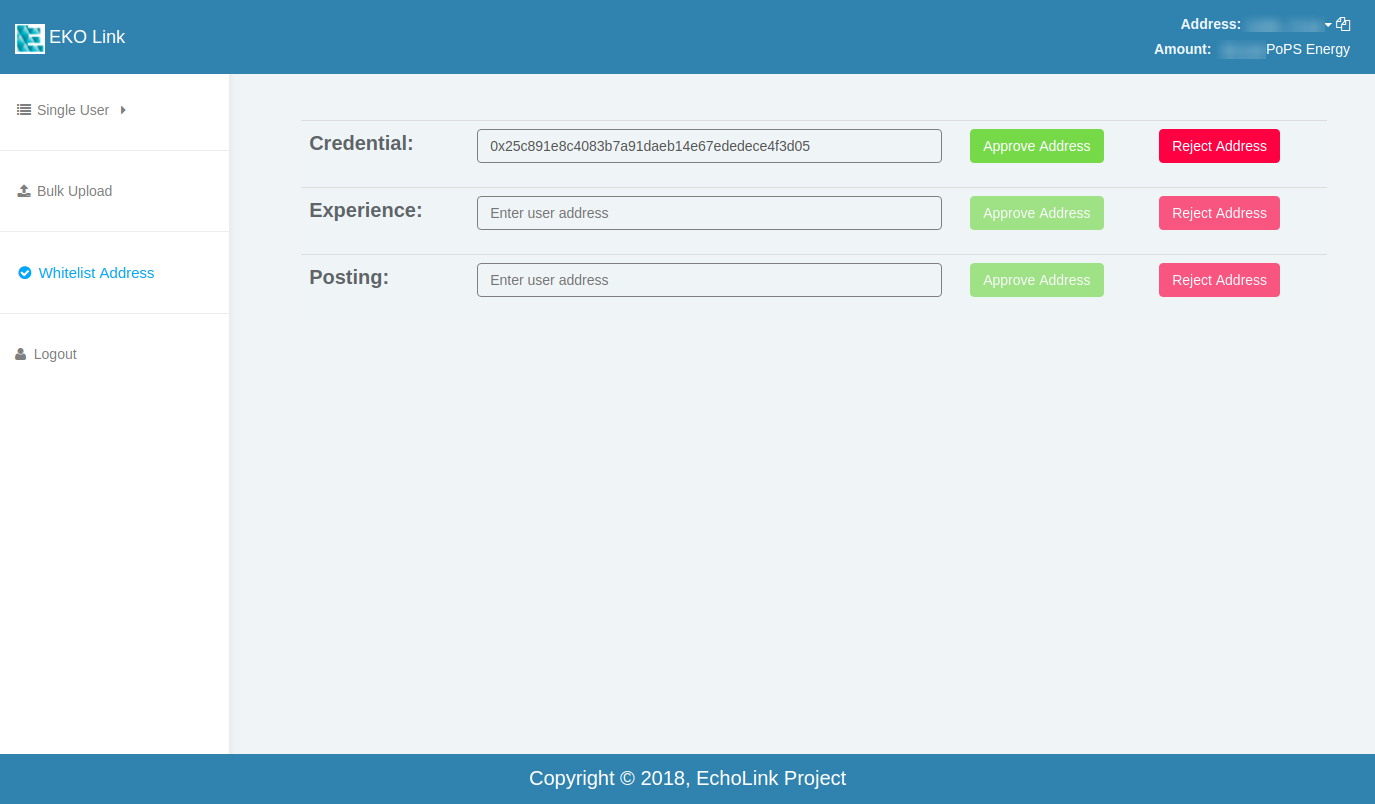 EKO Link
Address:
Amount: PoPS Energy
Single User
Bulk Upload
Whitelist Address
Logout
Credential: 0x25c891e8c4083b7a91daeb14e67ededece4f3d05 Approve Address Reject Address
Experience: Enter user address Approve Address Reject Address
Posting: Enter user address Approve Address Reject Address
Copyright © 2018, EchoLink Project